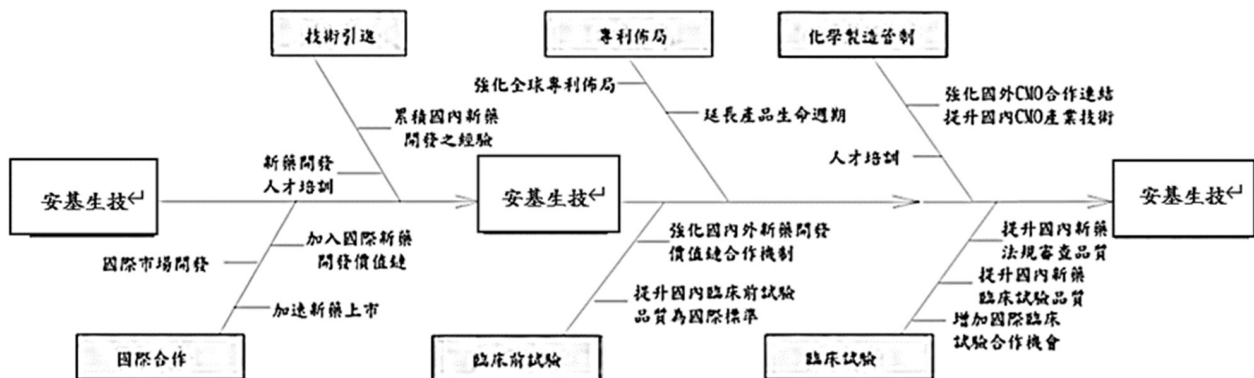 技術引進
專利佈局
化學製造管制
強化全球專利佈局
強化國外CMO合作連結
提升國內CMO產業技術
累積國內新藥
開發之經驗
延長產品生命週期
人才培訓
新藥開發
人才培訓
安基生技↵
安基生技↵
安基生技↵
加入國際新藥
開發價值鏈
國際市場開發
加速新藥上市
強化國內外新藥開發
價值鏈合作機制
提升國內臨床前試驗
品質為國際標準
提升國內新藥
法規審查品質
提升國內新藥
臨床試驗品質
增加國際臨床
試驗合作機會
國際合作
臨床前試驗
臨床試驗